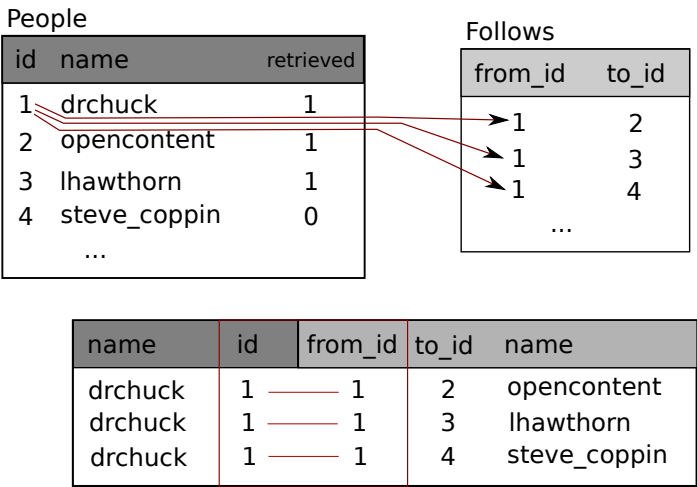 People
id name retrieved
1 drchuck 1
2 opencontent 1
3 lhawthorn 1
4 steve_coppin 0
...
Follows
from_id to_id
1 2
1 3
1 4
...
name id from_id to_id name
drchuck 1 1 2 opencontent
drchuck 1 1 3 lhawthorn
drchuck 1 1 4 steve_coppin